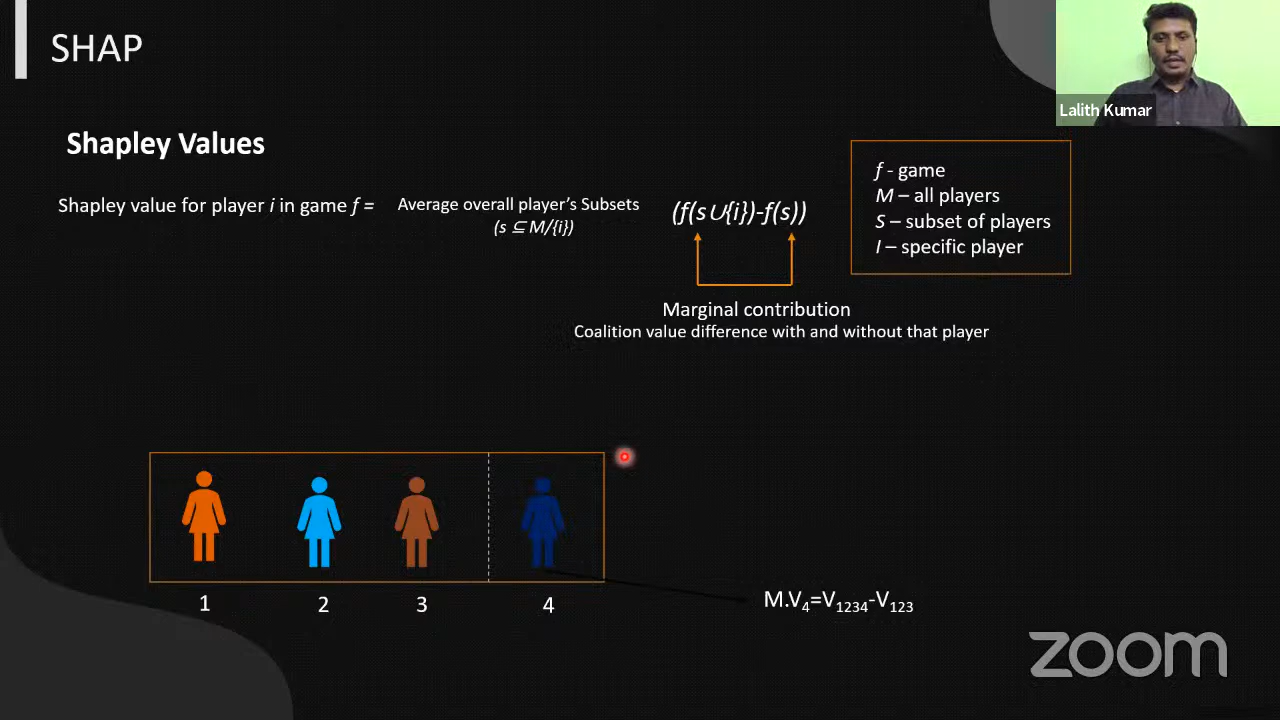 SHAP
Lalith Kumar
Shapley Values
Shapley value for player i in game f =
Average overall player's Subsets
(s ⊆ M/{i})
(f(s∪{i})-f(s))
f - game
M – all players
S – subset of players
I – specific player
Marginal contribution
Coalition value difference with and without that player
1
2
3
4
M.V₄=V₁₂₃₄-V₁₂₃
zoom